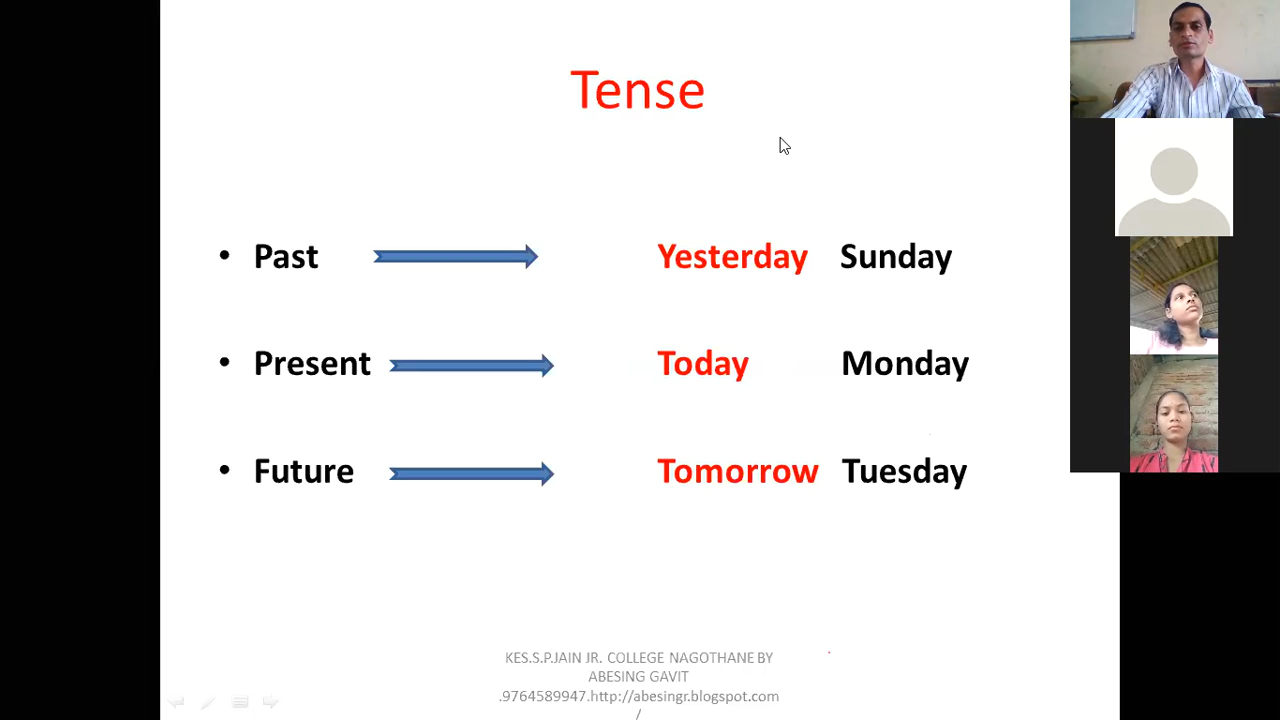 Tense
• Past Yesterday Sunday
• Present Today Monday
• Future Tomorrow Tuesday
KES.S.P.JAIN JR. COLLEGE NAGOTHANE BY
ABESING GAVIT
.9764589947.http://abesingr.blogspot.com
/